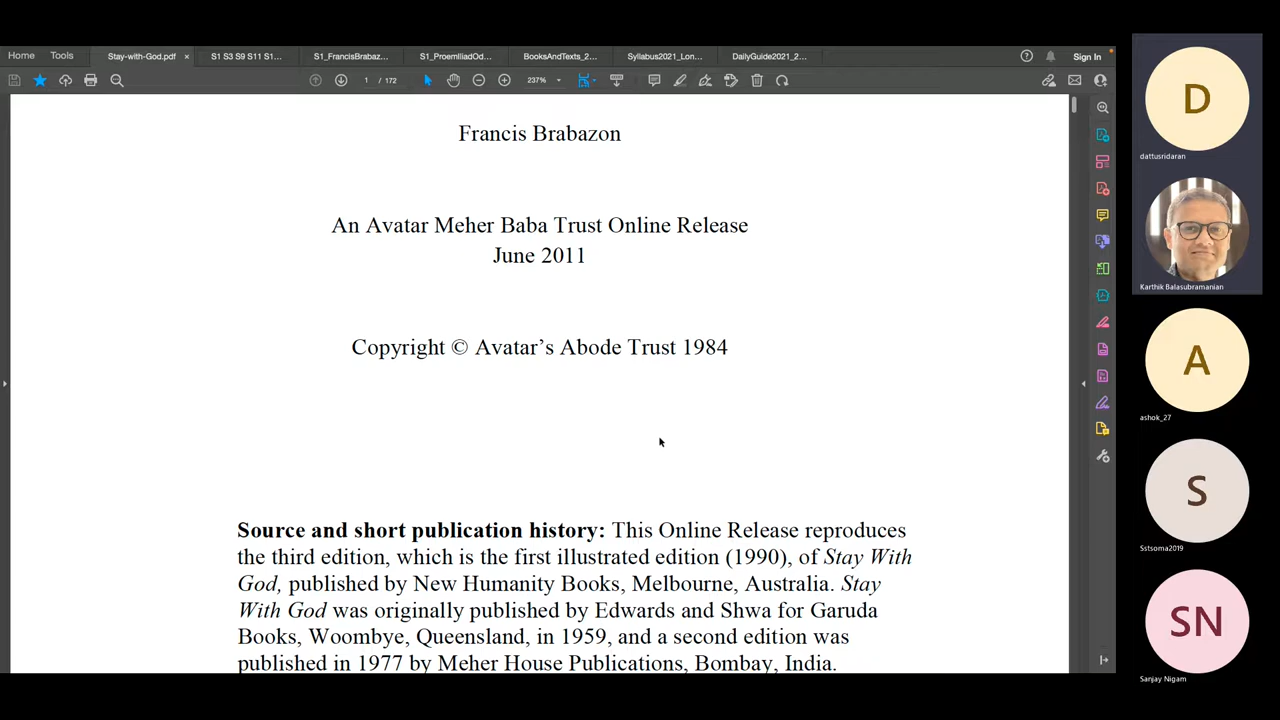 Home
Tools
Stay-with-God.pdf
S1 S3 S9 S11 S1...
S1_FrancisBrabaz...
S1_ProemIliadOd...
BooksAndTexts_2...
Syllabus2021_Lon...
DailyGuide2021_2...
Sign In
1 / 172
237%
Francis Brabazon
An Avatar Meher Baba Trust Online Release
June 2011
Copyright © Avatar’s Abode Trust 1984
Source and short publication history: This Online Release reproduces
the third edition, which is the first illustrated edition (1990), of Stay With
God, published by New Humanity Books, Melbourne, Australia. Stay
With God was originally published by Edwards and Shwa for Garuda
Books, Woombye, Queensland, in 1959, and a second edition was
published in 1977 by Meher House Publications, Bombay, India.
D
dattusridaran
Karthik Balasubramanian
A
ashok_27
S
Sstsoma2019
SN
Sanjay Nigam